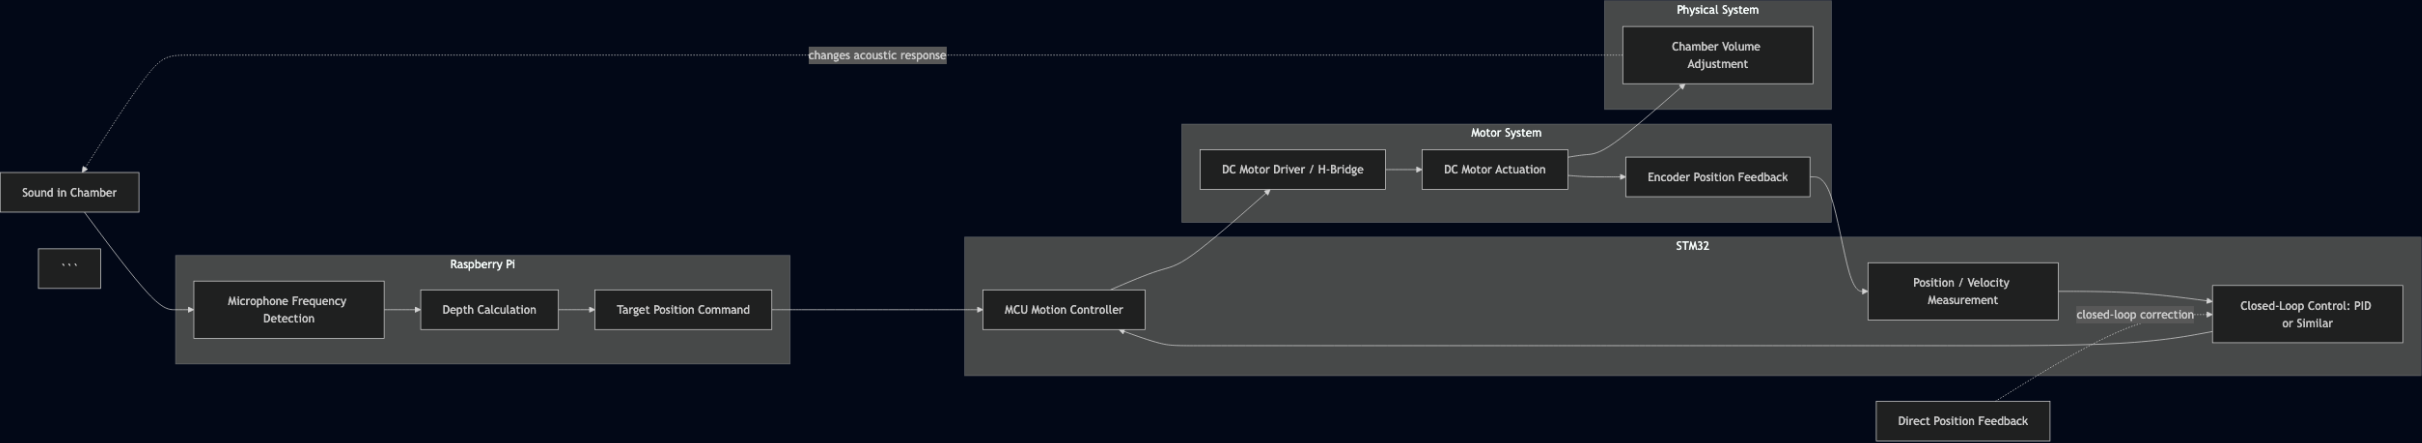 Physical System
Chamber Volume
Adjustment
changes acoustic response
Motor System
DC Motor Driver / H-Bridge
DC Motor Actuation
Encoder Position Feedback
Sound in Chamber
```
Raspberry Pi
Microphone Frequency
Detection
Depth Calculation
Target Position Command
STM32
MCU Motion Controller
Position / Velocity
Measurement
closed-loop correction
Closed-Loop Control: PID
or Similar
Direct Position Feedback